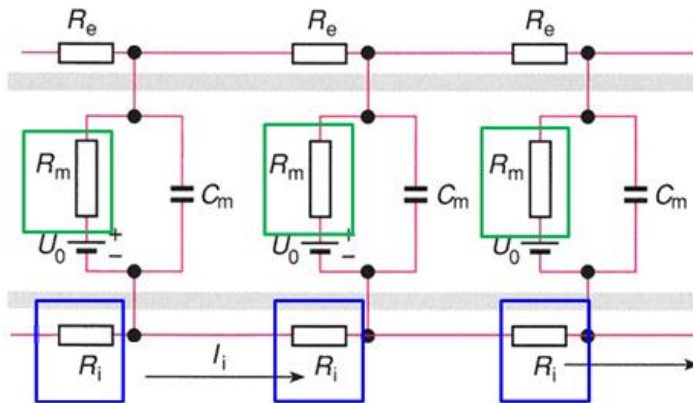 Re Re Re
Rm Cm Rm Cm Rm Cm
U0 + U0 + U0
− −
Ii
Ri Ri Ri